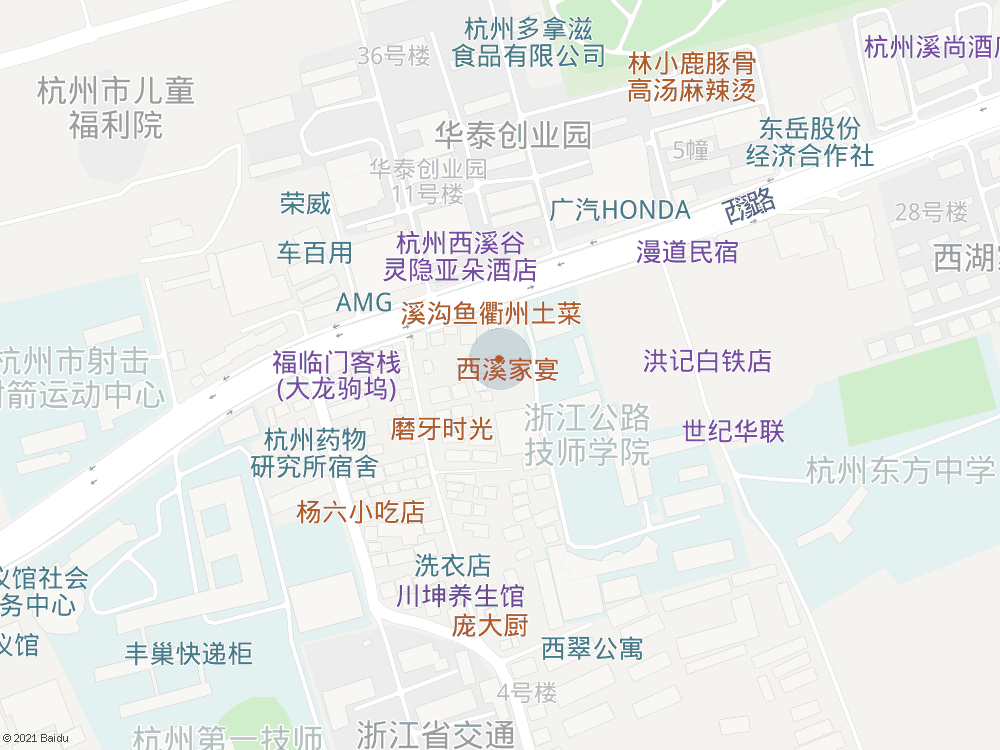 杭州多拿滋
食品有限公司
36号楼
杭州溪尚酒店
林小鹿豚骨
高汤麻辣烫
杭州市儿童
福利院
华泰创业园
东岳股份
经济合作社
5幢
华泰创业园
11号楼
荣威
广汽HONDA
西溪路
28号楼
车百用
杭州西溪谷
灵隐亚朵酒店
漫道民宿
西湖
AMG
溪沟鱼衢州土菜
杭州市射击
射箭运动中心
福临门客栈
(大龙驹坞)
西溪家宴
洪记白铁店
磨牙时光
浙江公路
技师学院
世纪华联
杭州药物
研究所宿舍
杭州东方中学
杨六小吃店
洗衣店
仪馆社会
务中心
川坤养生馆
庞大厨
仪馆
丰巢快递柜
西翠公寓
4号楼
杭州第一技师
浙江省交通
© 2021 Baidu